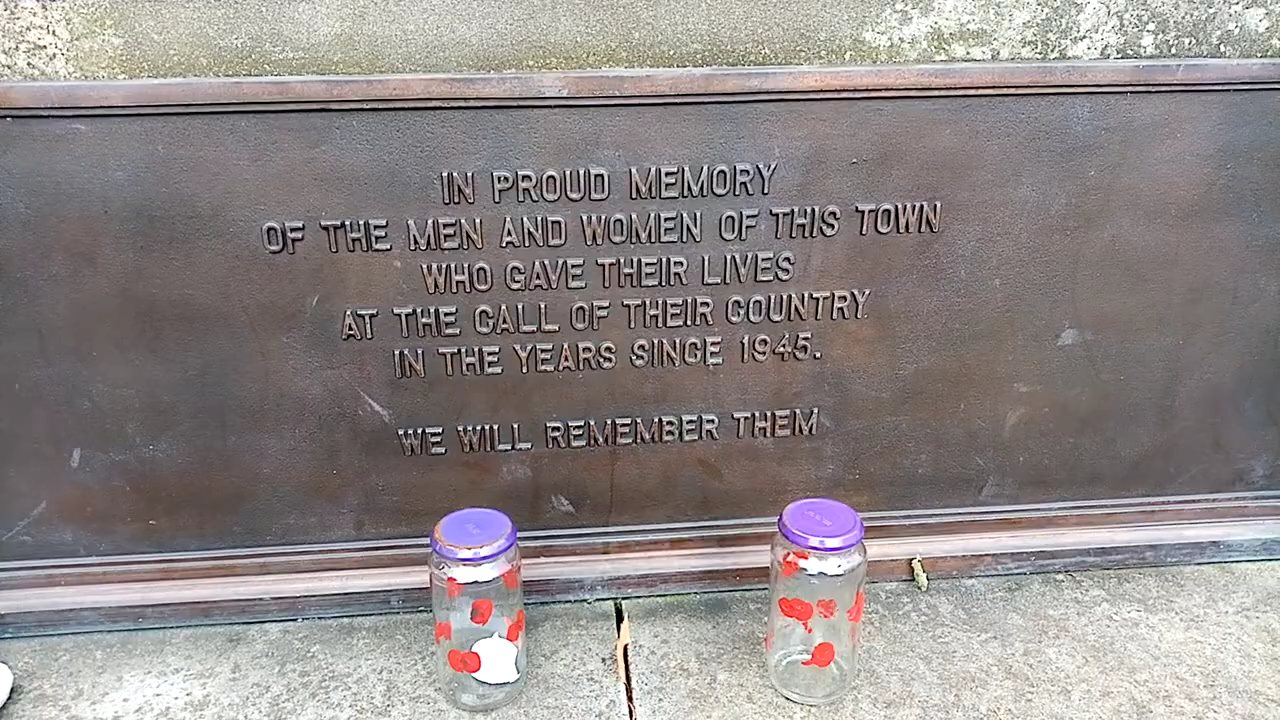 IN PROUD MEMORY
OF THE MEN AND WOMEN OF THIS TOWN
WHO GAVE THEIR LIVES
AT THE CALL OF THEIR COUNTRY
IN THE YEARS SINCE 1945.
WE WILL REMEMBER THEM